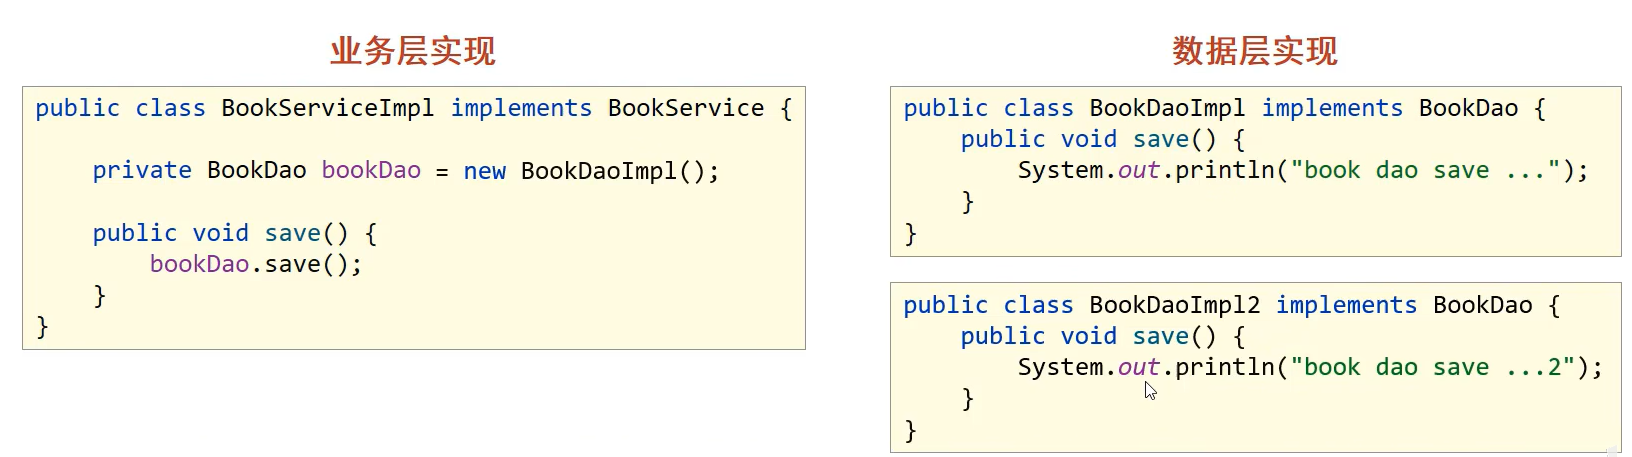 业务层实现
public class BookServiceImpl implements BookService {
private BookDao bookDao = new BookDaoImpl();
public void save() {
bookDao.save();
}
}
数据层实现
public class BookDaoImpl implements BookDao {
public void save() {
System.out.println("book dao save ...");
}
}
public class BookDaoImpl2 implements BookDao {
public void save() {
System.out.println("book dao save ...2");
}
}